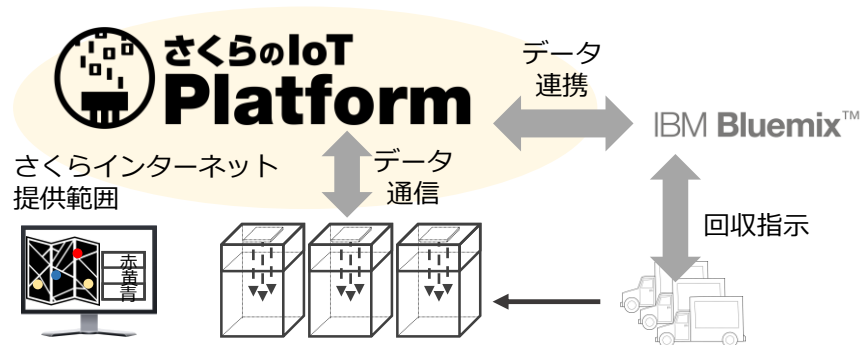 さくらのIoT
Platform
データ
連携
IBM Bluemix™
さくらインターネット
提供範囲
データ
通信
回収指示
赤
黄
青